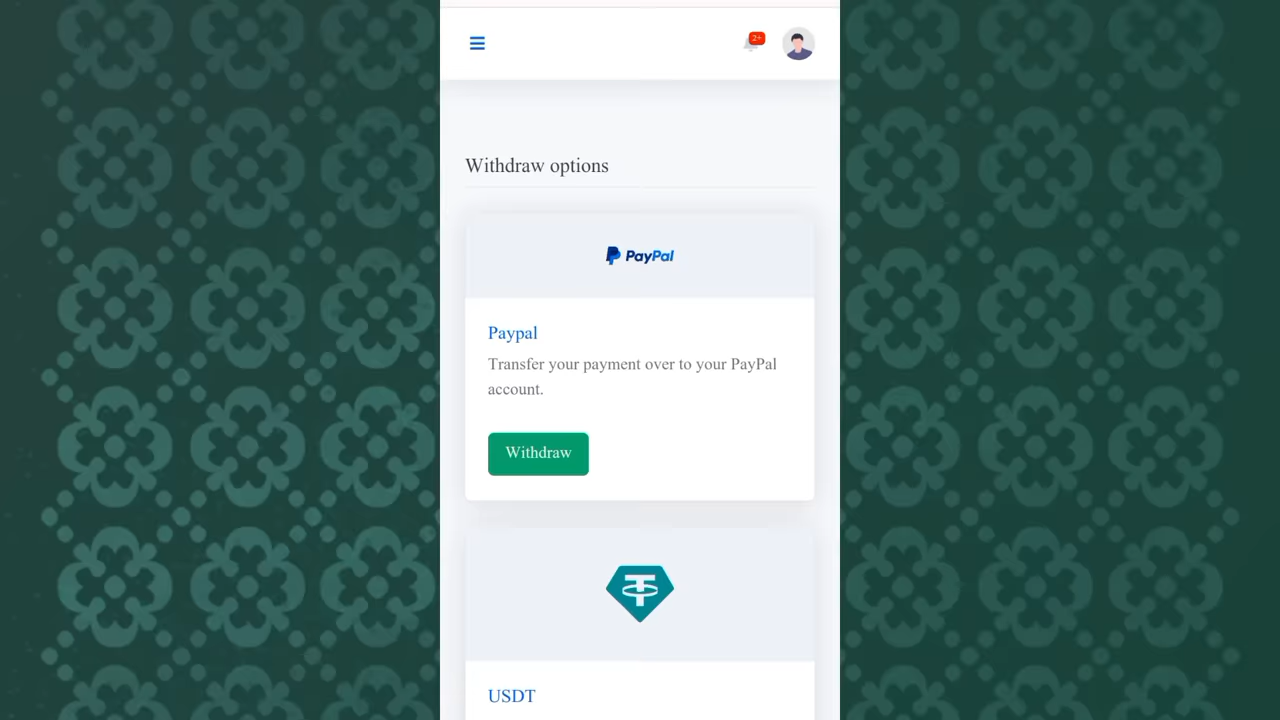 2+
Withdraw options
PayPal
Paypal
Transfer your payment over to your PayPal
account.
Withdraw
USDT